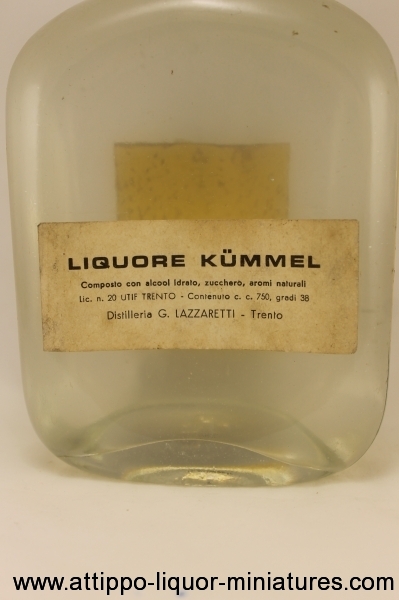 LIQUORE KÜMMEL
Composto con alcool idrato, zucchero, aromi naturali
Lic. n. 20 UTIF TRENTO - Contenuto c. c. 750, gradi 38
Distilleria G. LAZZARETTI - Trento
www.attippo-liquor-miniatures.com